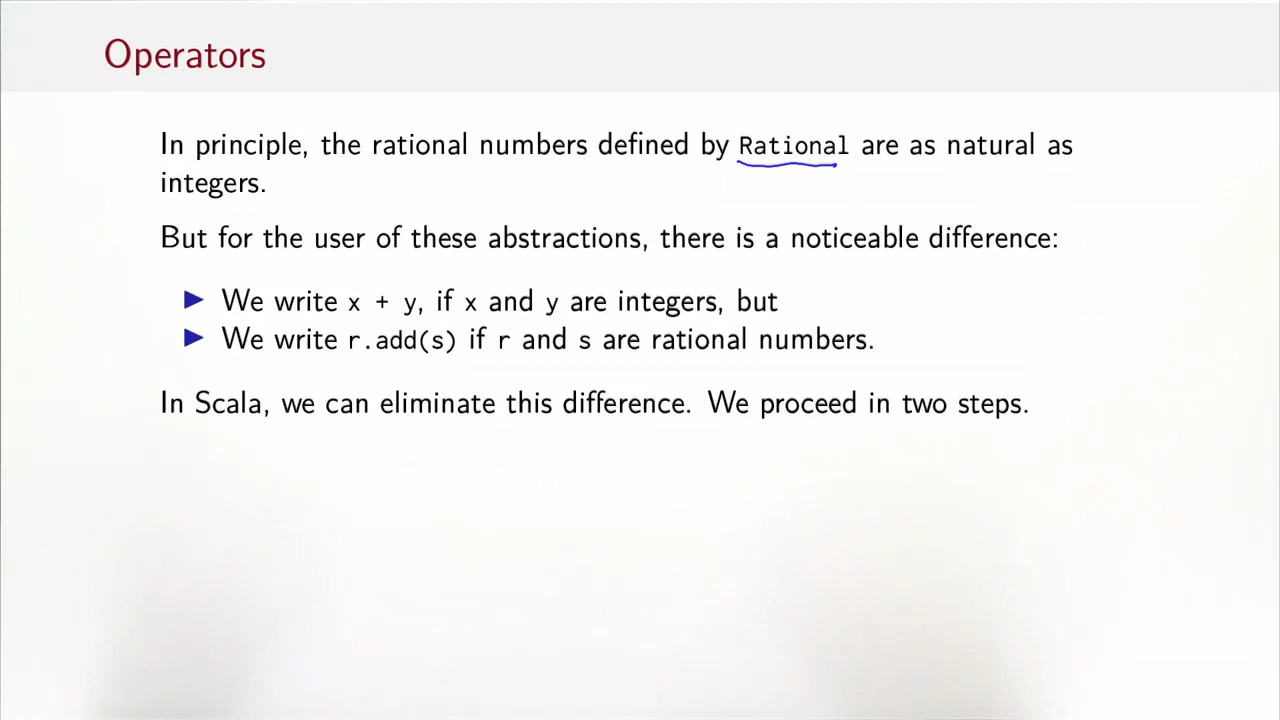 Operators
In principle, the rational numbers defined by Rational are as natural as
integers.
But for the user of these abstractions, there is a noticeable difference:
▶ We write x + y, if x and y are integers, but
▶ We write r.add(s) if r and s are rational numbers.
In Scala, we can eliminate this difference. We proceed in two steps.